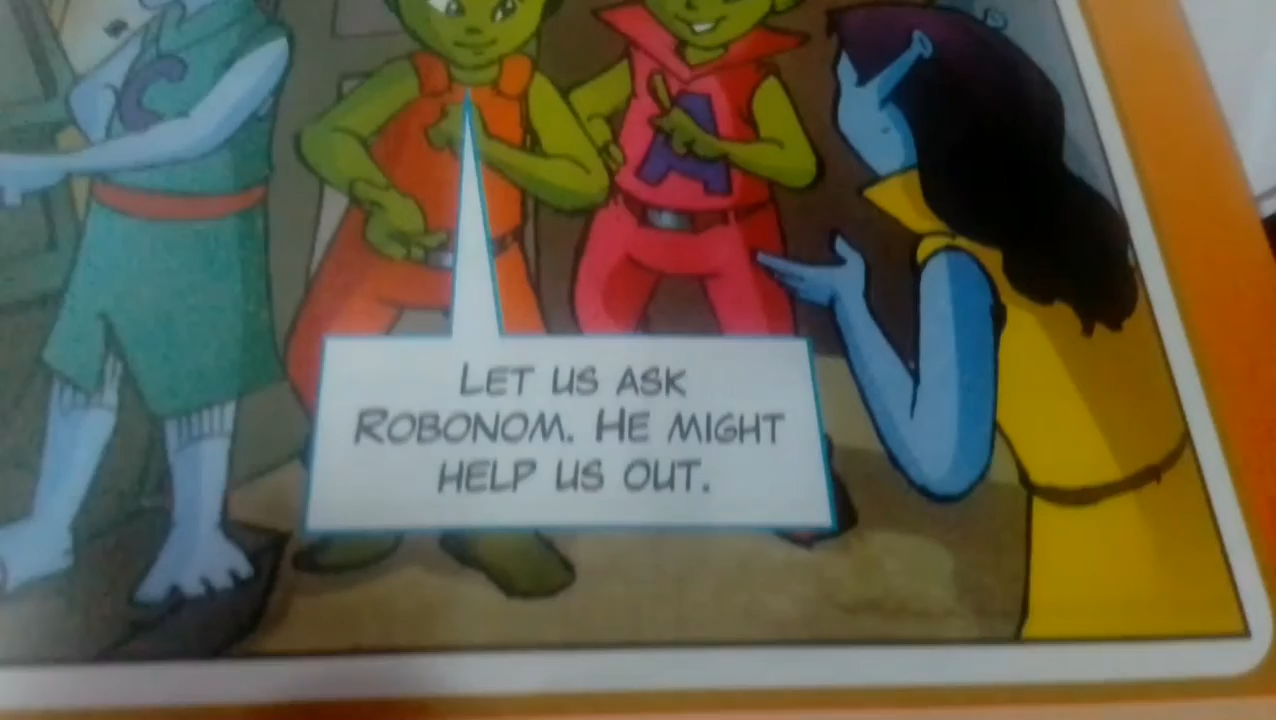 C
A
LET US ASK
ROBONOM. HE MIGHT
HELP US OUT.